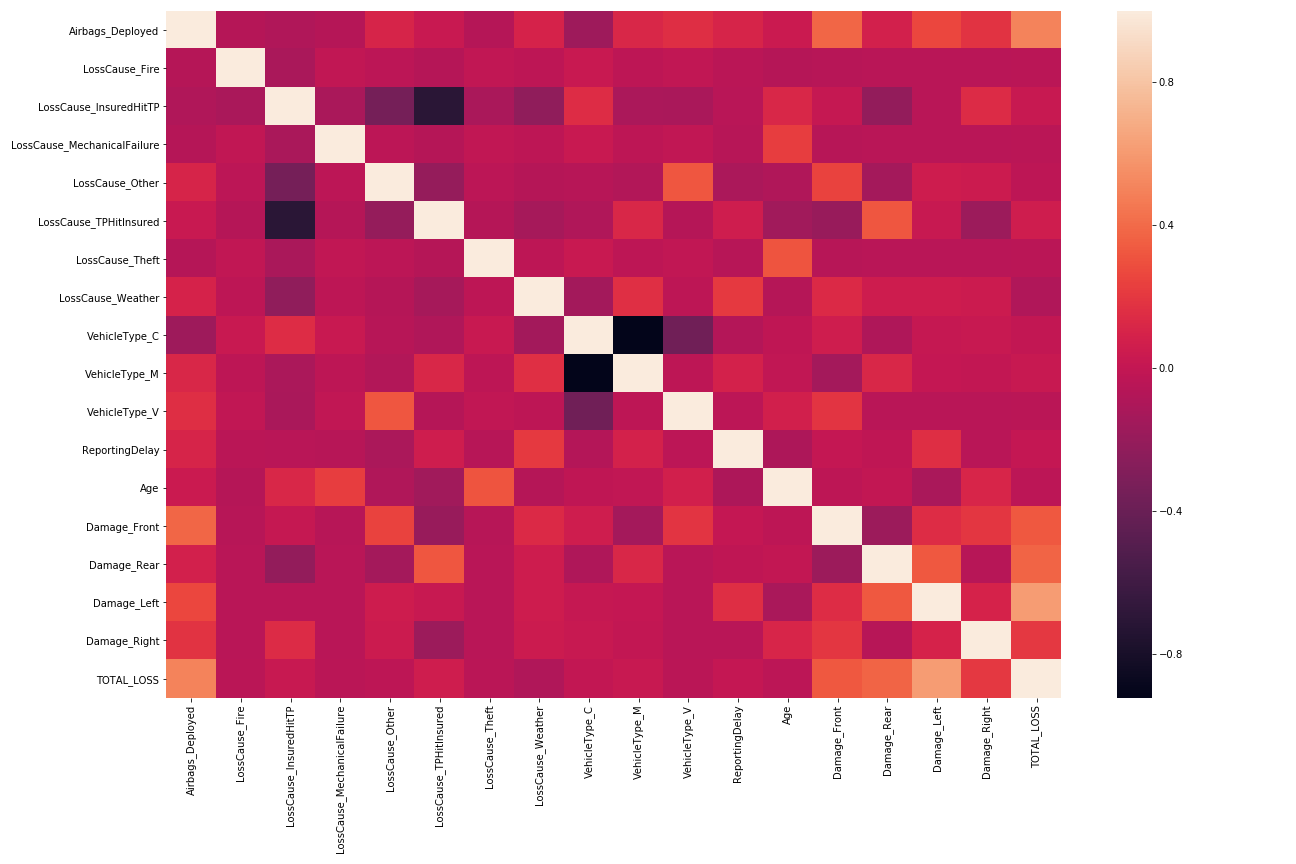 Airbags_Deployed
LossCause_Fire
LossCause_InsuredHitTP
LossCause_MechanicalFailure
LossCause_Other
LossCause_TPHitInsured
LossCause_Theft
LossCause_Weather
VehicleType_C
VehicleType_M
VehicleType_V
ReportingDelay
Age
Damage_Front
Damage_Rear
Damage_Left
Damage_Right
TOTAL_LOSS
Airbags_Deployed
LossCause_Fire
LossCause_InsuredHitTP
LossCause_MechanicalFailure
LossCause_Other
LossCause_TPHitInsured
LossCause_Theft
LossCause_Weather
VehicleType_C
VehicleType_M
VehicleType_V
ReportingDelay
Age
Damage_Front
Damage_Rear
Damage_Left
Damage_Right
TOTAL_LOSS
0.8
0.4
0.0
−0.4
−0.8